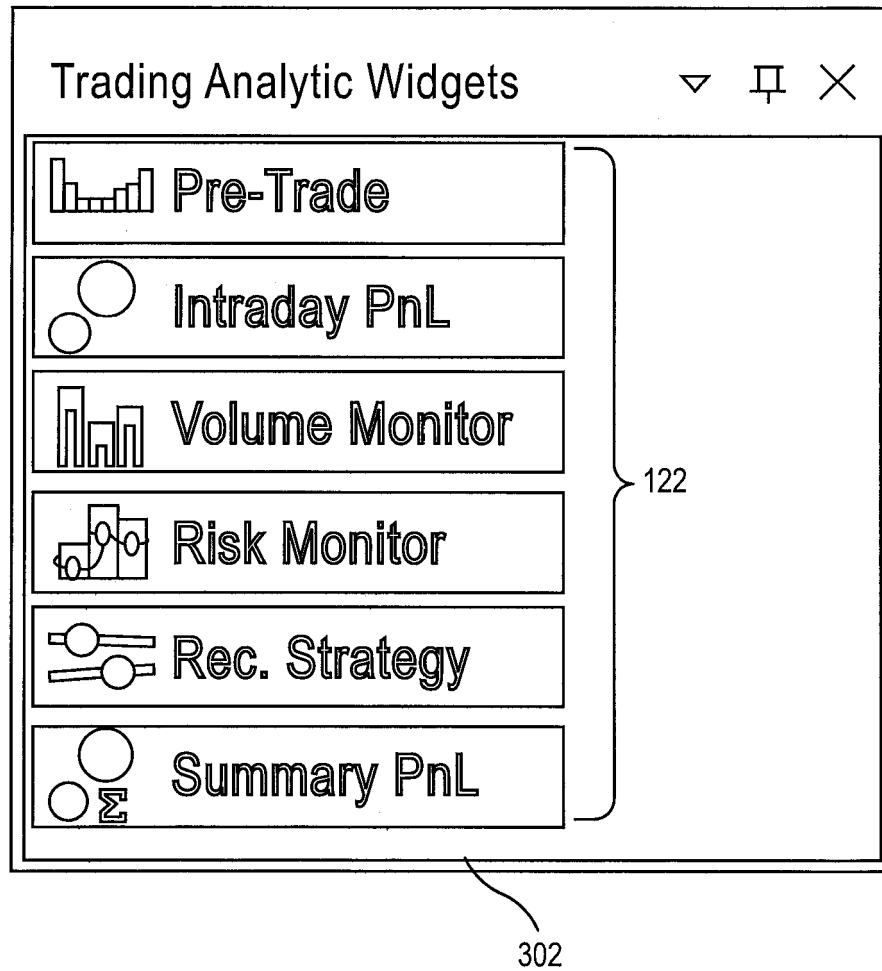 Trading Analytic Widgets
Pre-Trade
Intraday PnL
Volume Monitor
122
Risk Monitor
Rec. Strategy
Summary PnL
Σ
302